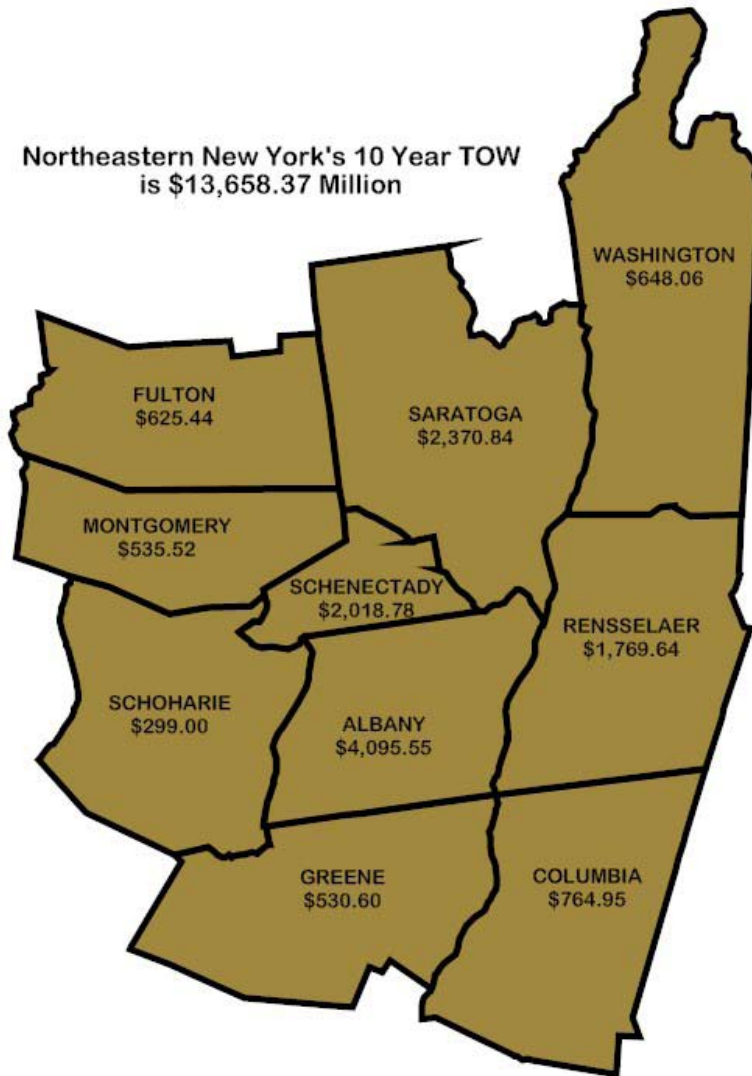 Northeastern New York's 10 Year TOW
is $13,658.37 Million
WASHINGTON
$648.06
FULTON
$625.44
SARATOGA
$2,370.84
MONTGOMERY
$535.52
SCHENECTADY
$2,018.78
RENSSELAER
$1,769.64
SCHOHARIE
$299.00
ALBANY
$4,095.55
GREENE
$530.60
COLUMBIA
$764.95